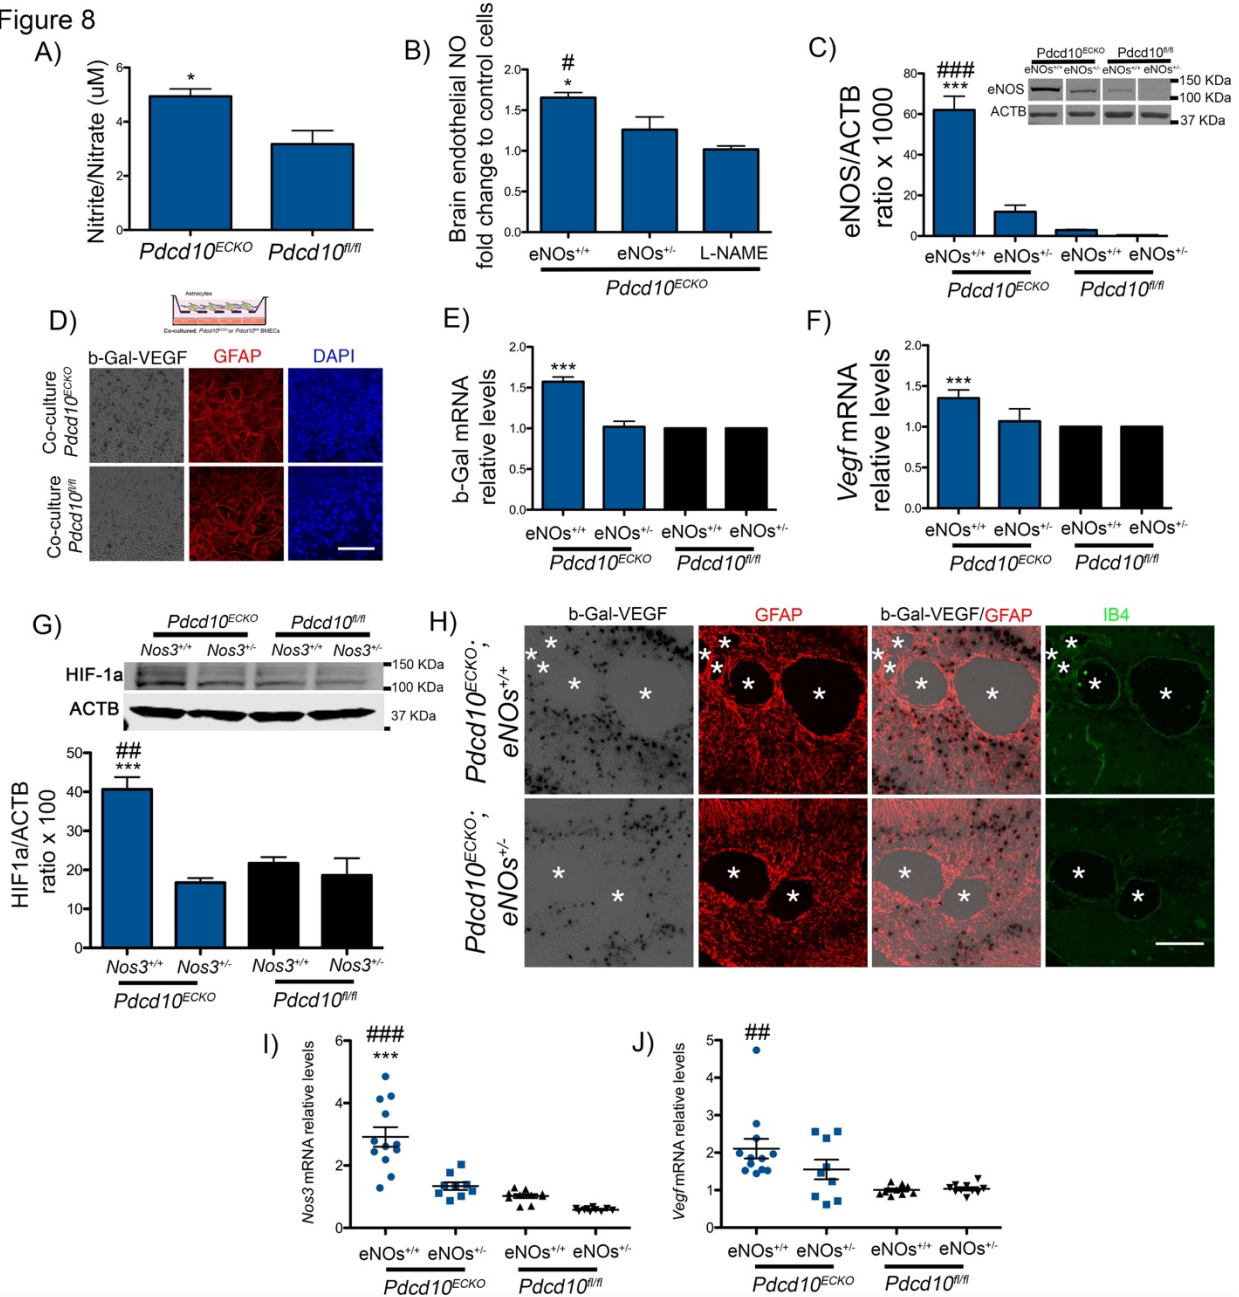 Figure 8
A)
Nitrite/Nitrate (uM)
6
4
2
0
*
Pdcd10ECKO Pdcd10fl/fl
B)
Brain endothelial NO
fold change to control cells
2.0
1.5
1.0
0.5
0.0
#
*
eNOs+/+ eNOs+/- L-NAME
Pdcd10ECKO
C)
eNOS/ACTB
ratio x 1000
80
60
40
20
0
###
***
Pdcd10ECKO Pdcd10fl/fl
eNOs+/+ eNOs+/- eNOs+/+ eNOs+/-
eNOS
150 KDa
100 KDa
ACTB
37 KDa
eNOs+/+ eNOs+/- eNOs+/+ eNOs+/-
Pdcd10ECKO Pdcd10fl/fl
D)
Astrocytes
b-Gal-VEGF GFAP DAPI
Co-culture
Pdcd10ECKO
Co-culture
Pdcd10fl/fl
E)
b-Gal mRNA
relative levels
2.0
1.5
1.0
0.5
0.0
***
eNOs+/+ eNOs+/- eNOs+/+ eNOs+/-
Pdcd10ECKO Pdcd10fl/fl
F)
Vegf mRNA
relative levels
2.0
1.5
1.0
0.5
0.0
***
eNOs+/+ eNOs+/- eNOs+/+ eNOs+/-
Pdcd10ECKO Pdcd10fl/fl
G)
Pdcd10ECKO Pdcd10fl/fl
Nos3+/+ Nos3+/- Nos3+/+ Nos3+/-
HIF-1a
150 KDa
100 KDa
ACTB
37 KDa
HIF1a/ACTB
ratio x 100
50
40
30
20
10
0
##
***
Nos3+/+ Nos3+/- Nos3+/+ Nos3+/-
Pdcd10ECKO Pdcd10fl/fl
H)
b-Gal-VEGF GFAP b-Gal-VEGF/GFAP IB4
Pdcd10ECKO;
eNOs+/+
Pdcd10ECKO;
eNOs+/-
I)
Nos3 mRNA relative levels
6
4
2
0
###
***
eNOs+/+ eNOs+/- eNOs+/+ eNOs+/-
Pdcd10ECKO Pdcd10fl/fl
J)
Vegf mRNA relative levels
5
4
3
2
1
0
##
eNOs+/+ eNOs+/- eNOs+/+ eNOs+/-
Pdcd10ECKO Pdcd10fl/fl